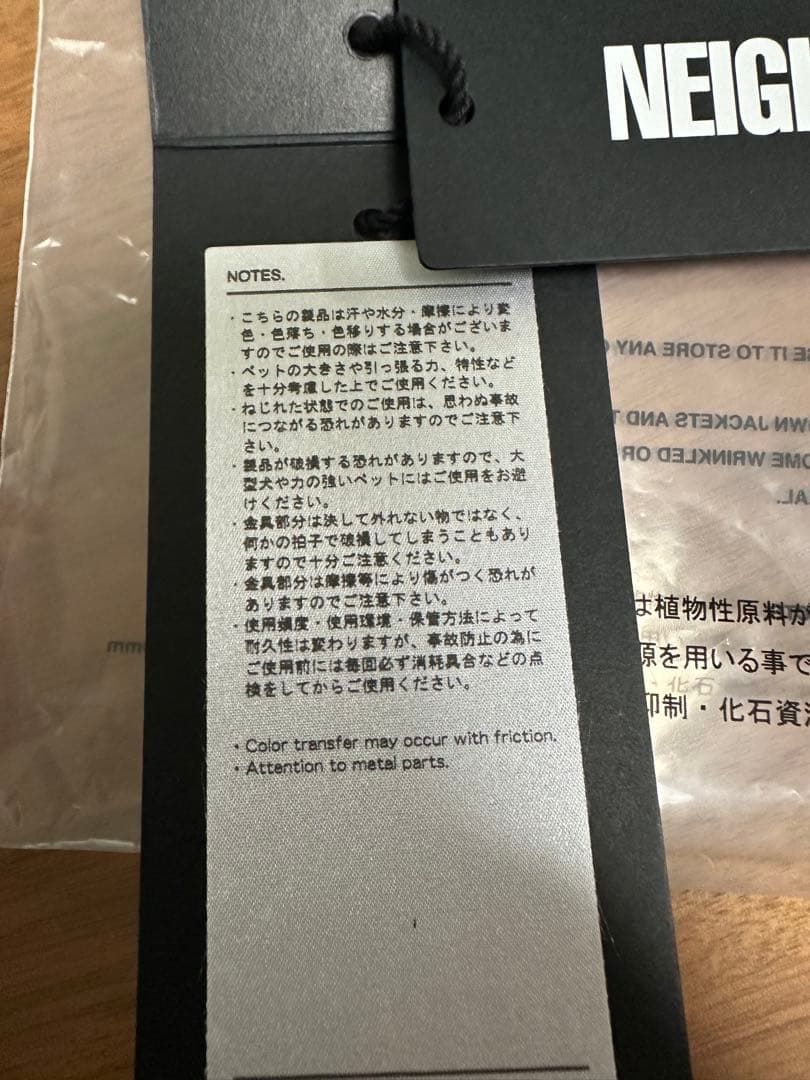 NEIGH
NOTES.
・こちらの製品は汗や水分・摩擦により変
色・色落ち・色移りする場合がございま
すのでご使用の際はご注意下さい。
・ペットの大きさや引っ張る力、特性など
を十分考慮した上でご使用ください。
・ねじれた状態でのご使用は、思わぬ事故
につながる恐れがありますのでご注意下
さい。
・製品が破損する恐れがありますので、大
型犬や力の強いペットにはご使用をお避
けください。
・金具部分は決して外れない物ではなく、
何かの拍子で破損してしまうこともあり
ますので十分ご注意ください。
・金具部分は摩擦等により傷がつく恐れが
ありますのでご注意下さい。
・使用頻度・使用環境・保管方法によって
耐久性は変わりますが、事故防止の為に
ご使用前には毎回必ず消耗具合などの点
検をしてからご使用ください。
・Color transfer may occur with friction.
・Attention to metal parts.
SE IT TO STORE ANY
OWN JACKETS AND
OME WRINKLED OR
AL.
は植物性原料が
源を用いる事で
抑制・化石資源
mm